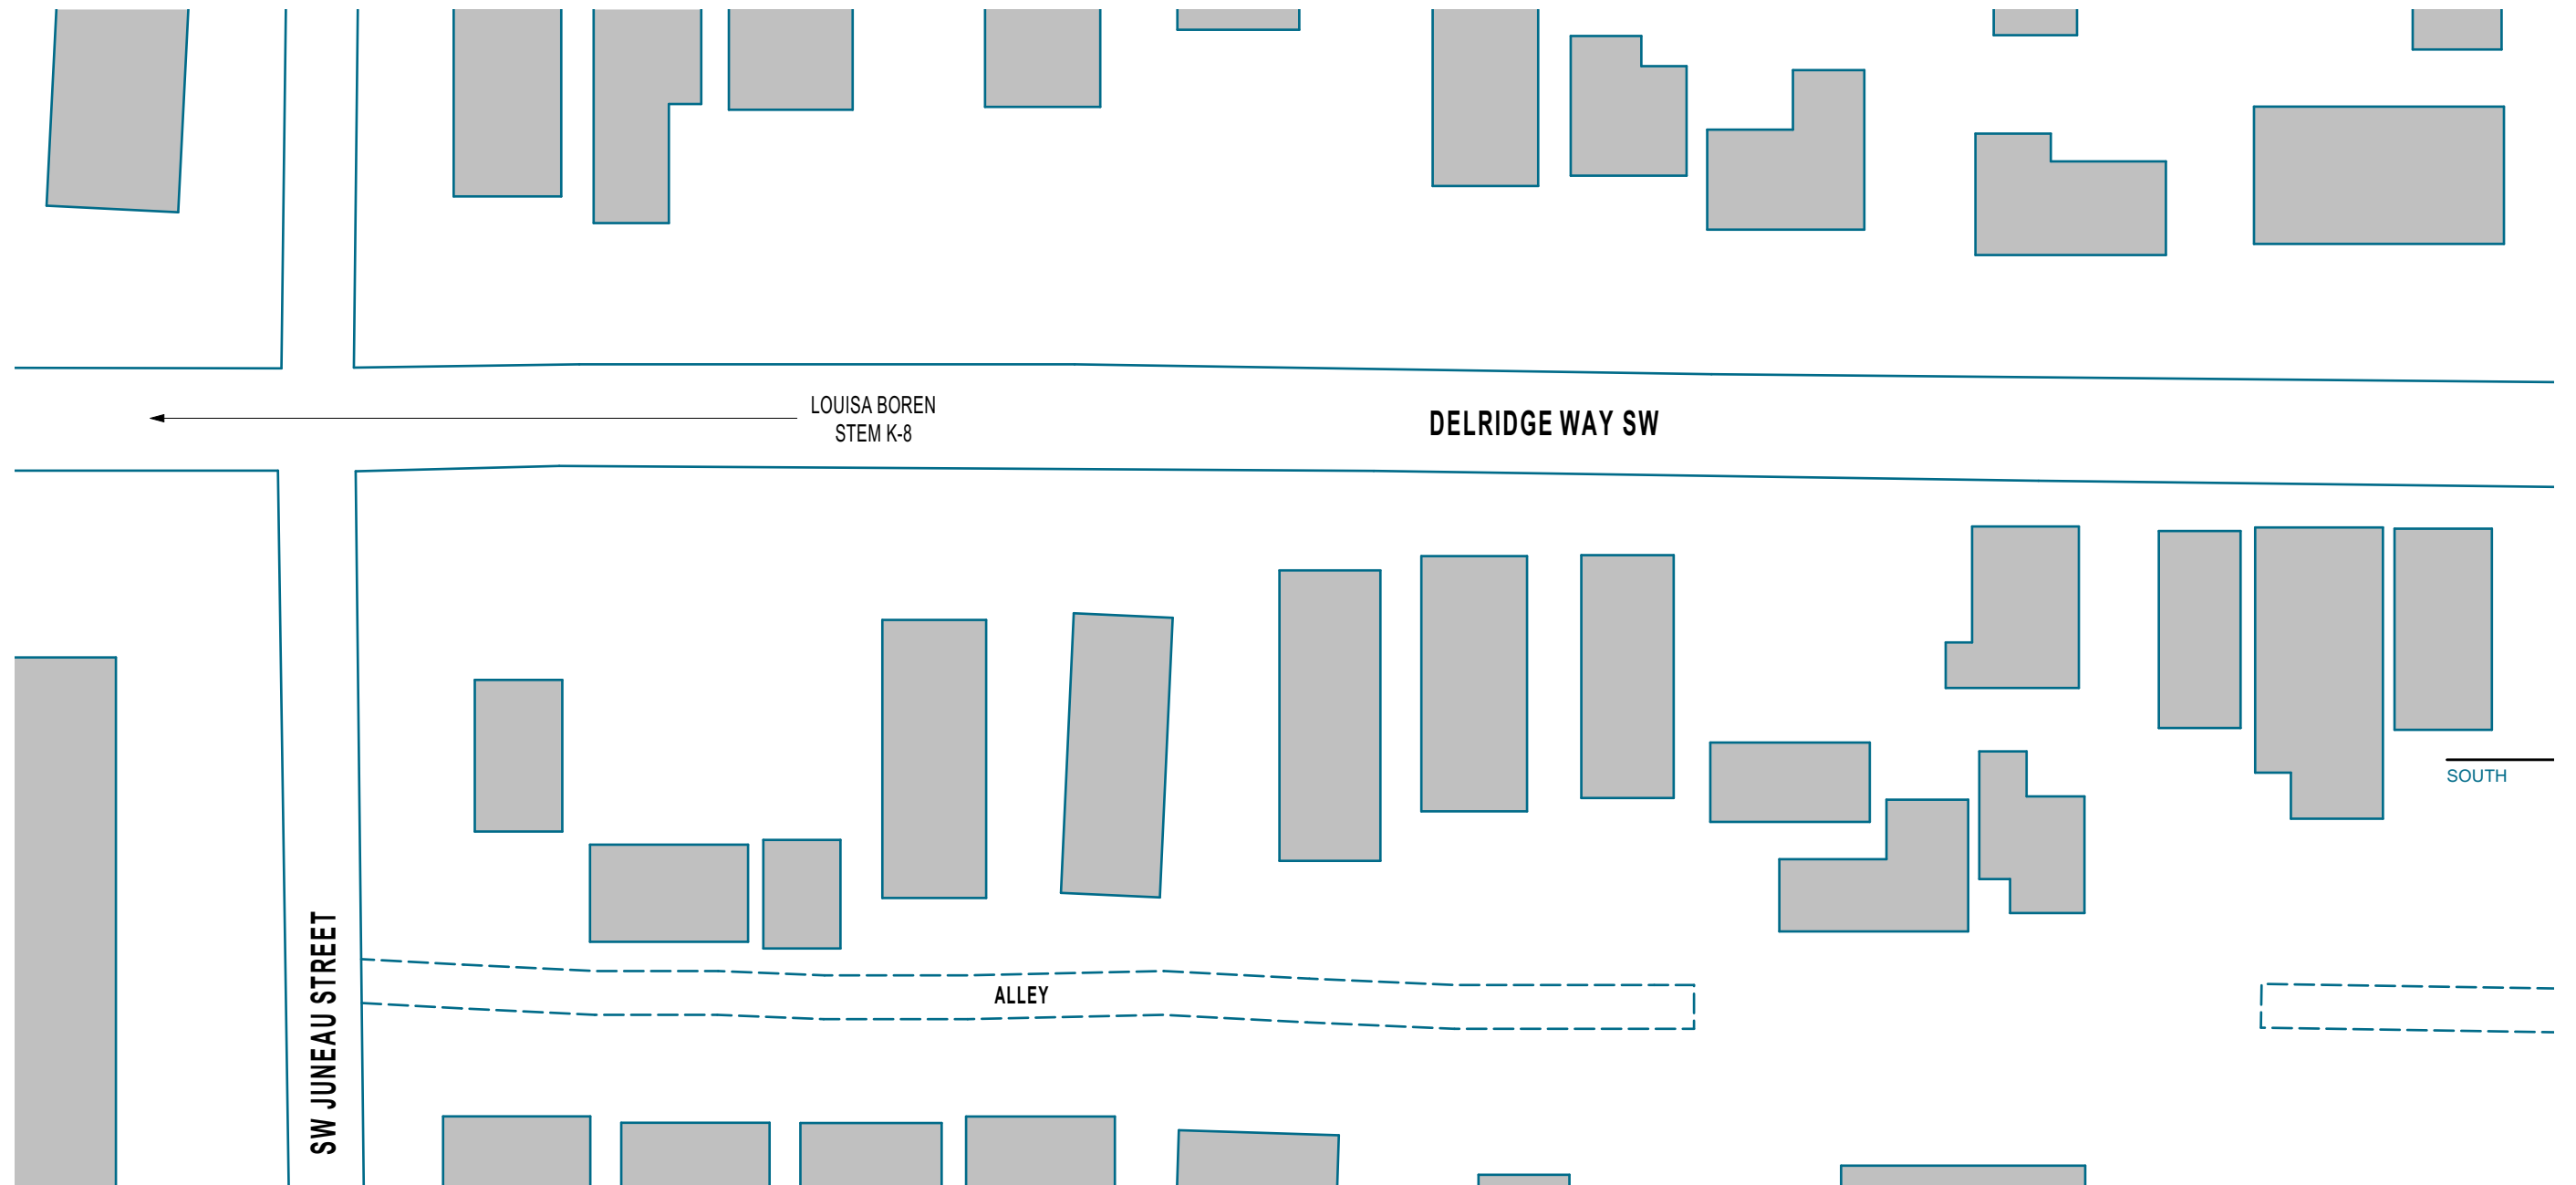 LOUISA BOREN
STEM K-8
DELRIDGE WAY SW
SOUTH
SW JUNEAU STREET
ALLEY